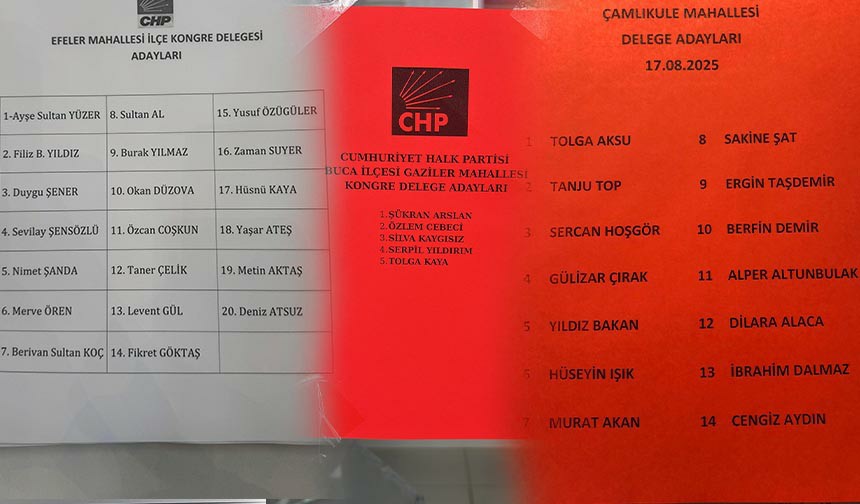 CHP
EFELER MAHALLESİ İLÇE KONGRE DELEGESİ
ADAYLARI
1-Ayşe Sultan YÜZER 8. Sultan AL 15. Yusuf ÖZÜGÜLER
2. Filiz B. YILDIZ 9. Burak YILMAZ 16. Zaman SUYER
3. Duygu ŞENER 10. Okan DÜZOVA 17. Hüsnü KAYA
4. Sevilay ŞENSÖZLÜ 11. Özcan COŞKUN 18. Yaşar ATEŞ
5. Nimet ŞANDA 12. Taner ÇELİK 19. Metin AKTAŞ
6. Merve ÖREN 13. Levent GÜL 20. Deniz ATSUZ
7. Berivan Sultan KOÇ 14. Fikret GÖKTAŞ
CHP
CUMHURİYET HALK PARTİSİ
BUCA İLÇESİ GAZİLER MAHALLESİ
KONGRE DELEGE ADAYLARI
1. ŞÜKRAN ARSLAN
2. ÖZLEM CEBECİ
3. SİLVA KAYGISIZ
4. SERPİL YILDIRIM
5. TOLGA KAYA
ÇAMLIKULE MAHALLESİ
DELEGE ADAYLARI
17.08.2025
1 TOLGA AKSU 8 SAKİNE ŞAT
2 TANJU TOP 9 ERGİN TAŞDEMİR
3 SERCAN HOŞGÖR 10 BERFİN DEMİR
4 GÜLİZAR ÇIRAK 11 ALPER ALTUNBULAK
5 YILDIZ BAKAN 12 DİLARA ALACA
6 HÜSEYİN IŞIK 13 İBRAHİM DALMAZ
7 MURAT AKAN 14 CENGİZ AYDIN